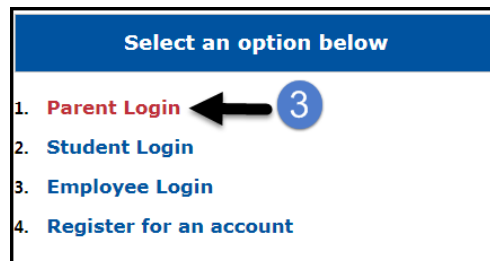 Select an option below
1. Parent Login 3
2. Student Login
3. Employee Login
4. Register for an account